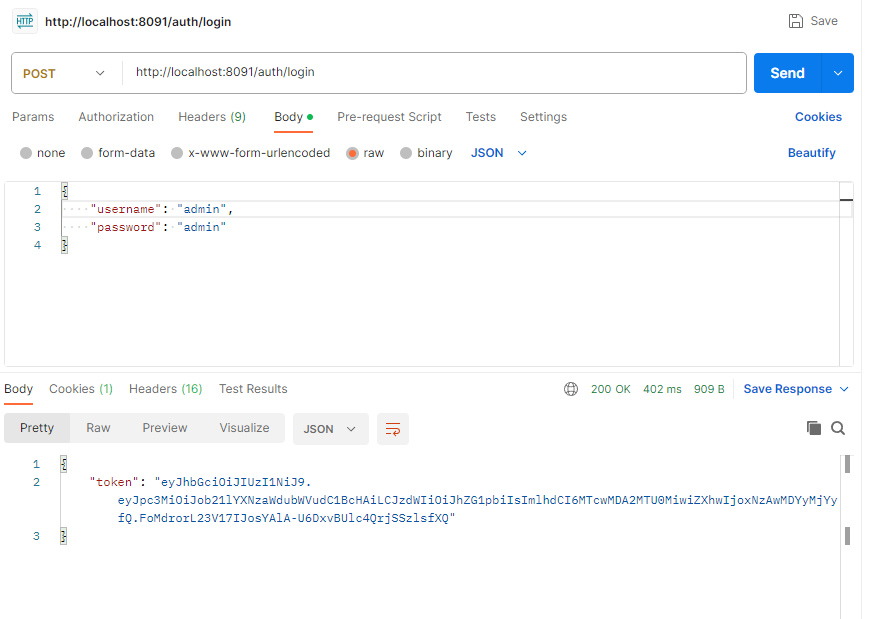 HTTP http://localhost:8091/auth/login Save
POST http://localhost:8091/auth/login Send
Params Authorization Headers (9) Body Pre-request Script Tests Settings Cookies
none form-data x-www-form-urlencoded raw binary JSON Beautify
1 {
2 "username": "admin",
3 "password": "admin"
4 }
Body Cookies (1) Headers (16) Test Results 200 OK 402 ms 909 B Save Response
Pretty Raw Preview Visualize JSON
1 {
2 "token": "eyJhbGciOiJIUzI1NiJ9.
eyJpc3MiOiJob21lYXNzaWdubWVudC1BcHAiLCJzdWIiOiJhZG1pbiIsImlhdCI6MTcwMDA2MTU0MiwiZXhwIjoxNzAwMDYyMjYy
fQ.FoMdrorL23V17IJosYAlA-U6DxvBUlc4QrjSSzlsfXQ"
3 }